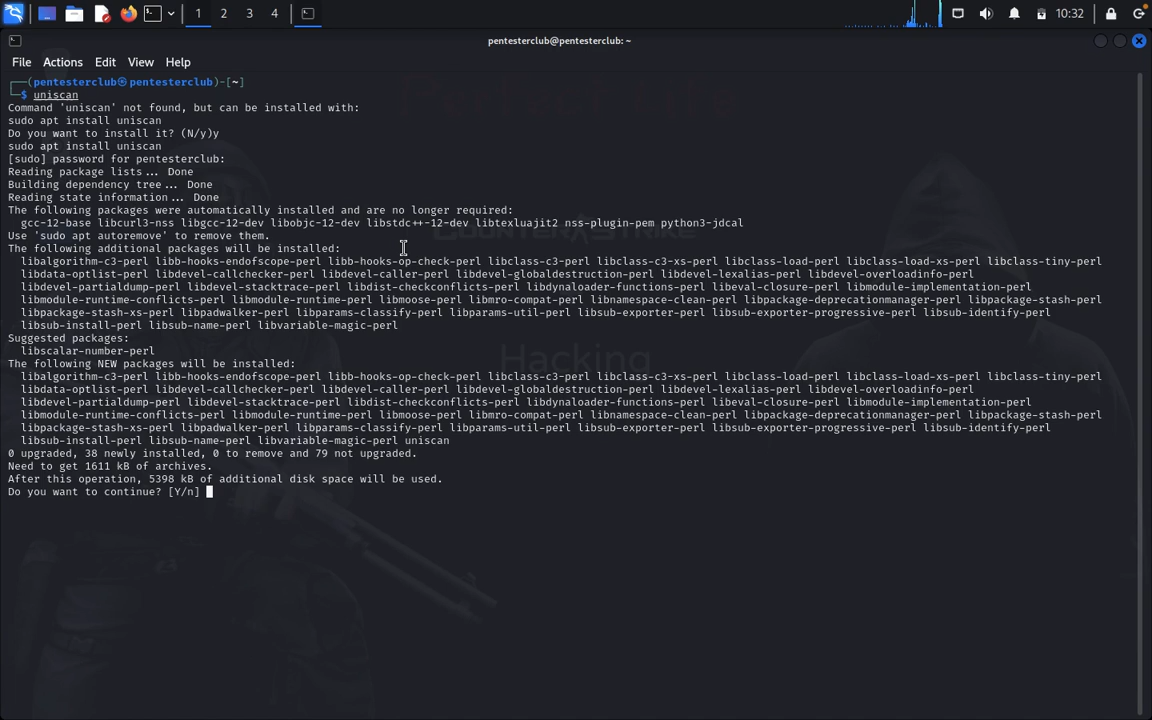 1 2 3 4 10:32
pentesterclub@pentesterclub: ~
File Actions Edit View Help
┌──(pentesterclub㉿pentesterclub)-[~]
└─$ uniscan
Command 'uniscan' not found, but can be installed with:
sudo apt install uniscan
Do you want to install it? (N/y)y
sudo apt install uniscan
[sudo] password for pentesterclub:
Reading package lists... Done
Building dependency tree... Done
Reading state information... Done
The following packages were automatically installed and are no longer required:
gcc-12-base libcurl3-nss libgcc-12-dev libobjc-12-dev libstdc++-12-dev libtexluajit2 nss-plugin-pem python3-jdcal
Use 'sudo apt autoremove' to remove them.
The following additional packages will be installed:
libalgorithm-c3-perl libb-hooks-endofscope-perl libb-hooks-op-check-perl libclass-c3-perl libclass-c3-xs-perl libclass-load-perl libclass-load-xs-perl libclass-tiny-perl
libdata-optlist-perl libdevel-callchecker-perl libdevel-caller-perl libdevel-globaldestruction-perl libdevel-lexalias-perl libdevel-overloadinfo-perl
libdevel-partialdump-perl libdevel-stacktrace-perl libdist-checkconflicts-perl libdynaloader-functions-perl libeval-closure-perl libmodule-implementation-perl
libmodule-runtime-conflicts-perl libmodule-runtime-perl libmoose-perl libmro-compat-perl libnamespace-clean-perl libpackage-deprecationmanager-perl libpackage-stash-perl
libpackage-stash-xs-perl libpadwalker-perl libparams-classify-perl libparams-util-perl libsub-exporter-perl libsub-exporter-progressive-perl libsub-identify-perl
libsub-install-perl libsub-name-perl libvariable-magic-perl
Suggested packages:
libscalar-number-perl
The following NEW packages will be installed:
libalgorithm-c3-perl libb-hooks-endofscope-perl libb-hooks-op-check-perl libclass-c3-perl libclass-c3-xs-perl libclass-load-perl libclass-load-xs-perl libclass-tiny-perl
libdata-optlist-perl libdevel-callchecker-perl libdevel-caller-perl libdevel-globaldestruction-perl libdevel-lexalias-perl libdevel-overloadinfo-perl
libdevel-partialdump-perl libdevel-stacktrace-perl libdist-checkconflicts-perl libdynaloader-functions-perl libeval-closure-perl libmodule-implementation-perl
libmodule-runtime-conflicts-perl libmodule-runtime-perl libmoose-perl libmro-compat-perl libnamespace-clean-perl libpackage-deprecationmanager-perl libpackage-stash-perl
libpackage-stash-xs-perl libpadwalker-perl libparams-classify-perl libparams-util-perl libsub-exporter-perl libsub-exporter-progressive-perl libsub-identify-perl
libsub-install-perl libsub-name-perl libvariable-magic-perl uniscan
0 upgraded, 38 newly installed, 0 to remove and 79 not upgraded.
Need to get 1611 kB of archives.
After this operation, 5398 kB of additional disk space will be used.
Do you want to continue? [Y/n]
Hacking